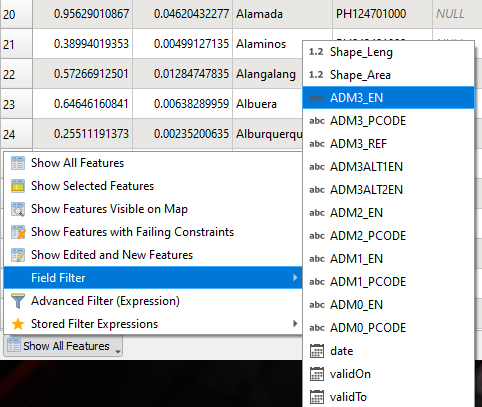 20 0.95629010867 0.04620432277 Alamada PH124701000 NULL
21 0.38994019353 0.00499127135 Alaminos
22 0.57266912501 0.01284747835 Alangalang
23 0.64646160841 0.00638289959 Albuera
24 0.25511191373 0.00235200635 Alburquerqu
Show All Features
Show Selected Features
Show Features Visible on Map
Show Features with Failing Constraints
Show Edited and New Features
Field Filter
Advanced Filter (Expression)
Stored Filter Expressions
Show All Features
1.2 Shape_Leng
1.2 Shape_Area
abc ADM3_EN
abc ADM3_PCODE
abc ADM3_REF
abc ADM3ALT1EN
abc ADM3ALT2EN
abc ADM2_EN
abc ADM2_PCODE
abc ADM1_EN
abc ADM1_PCODE
abc ADM0_EN
abc ADM0_PCODE
date
validOn
validTo